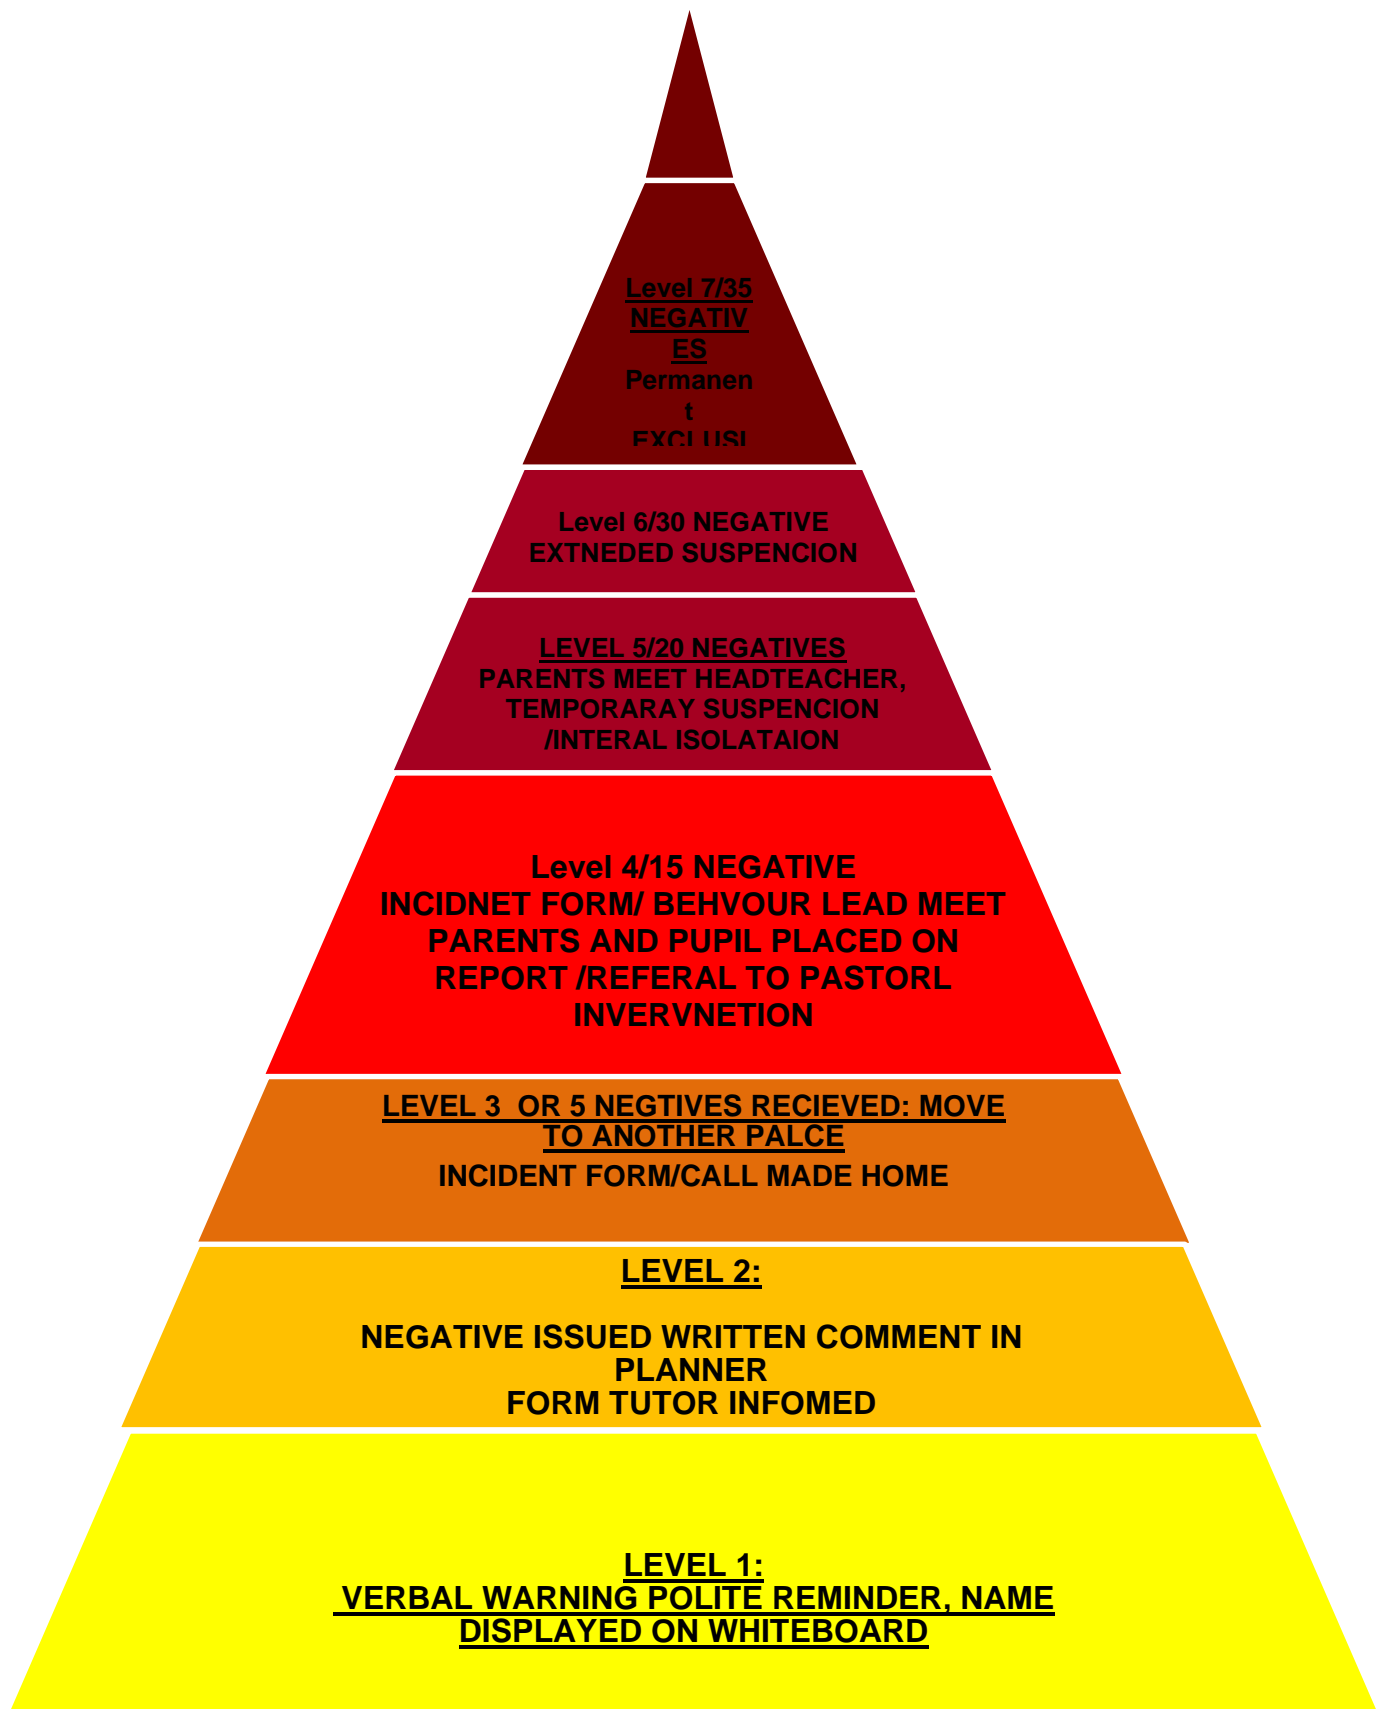 Level 7/35
NEGATIV
ES
Permanen
t
EXCLUSI
Level 6/30 NEGATIVE
EXTNEDED SUSPENCION
LEVEL 5/20 NEGATIVES
PARENTS MEET HEADTEACHER,
TEMPORARAY SUSPENCION
/INTERAL ISOLATAION
Level 4/15 NEGATIVE
INCIDNET FORM/ BEHVOUR LEAD MEET
PARENTS AND PUPIL PLACED ON
REPORT /REFERAL TO PASTORL
INVERVNETION
LEVEL 3  OR 5 NEGTIVES RECIEVED: MOVE
TO ANOTHER PALCE
INCIDENT FORM/CALL MADE HOME
LEVEL 2:
NEGATIVE ISSUED WRITTEN COMMENT IN
PLANNER
FORM TUTOR INFOMED
LEVEL 1:
VERBAL WARNING POLITE REMINDER, NAME
DISPLAYED ON WHITEBOARD